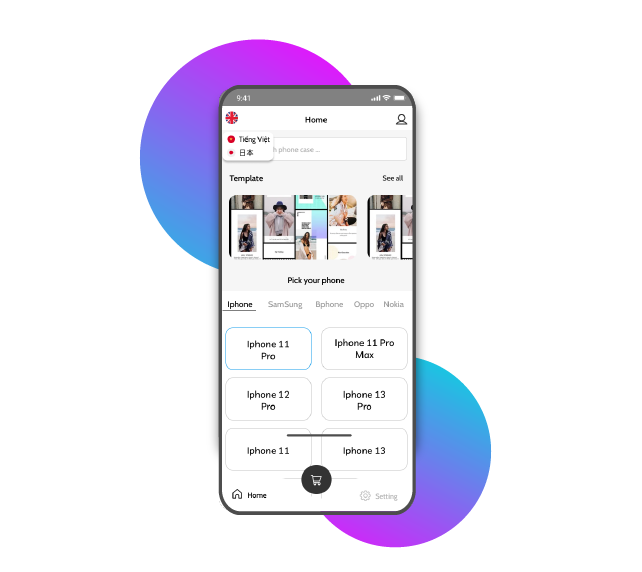 9:41
Home
Tiếng Việt
日本
h phone case ...
Template
See all
Pick your phone
Iphone
SamSung
Bphone
Oppo
Nokia
Iphone 11
Pro
Iphone 11 Pro
Max
Iphone 12
Pro
Iphone 13
Pro
Iphone 11
Iphone 13
Home
Setting